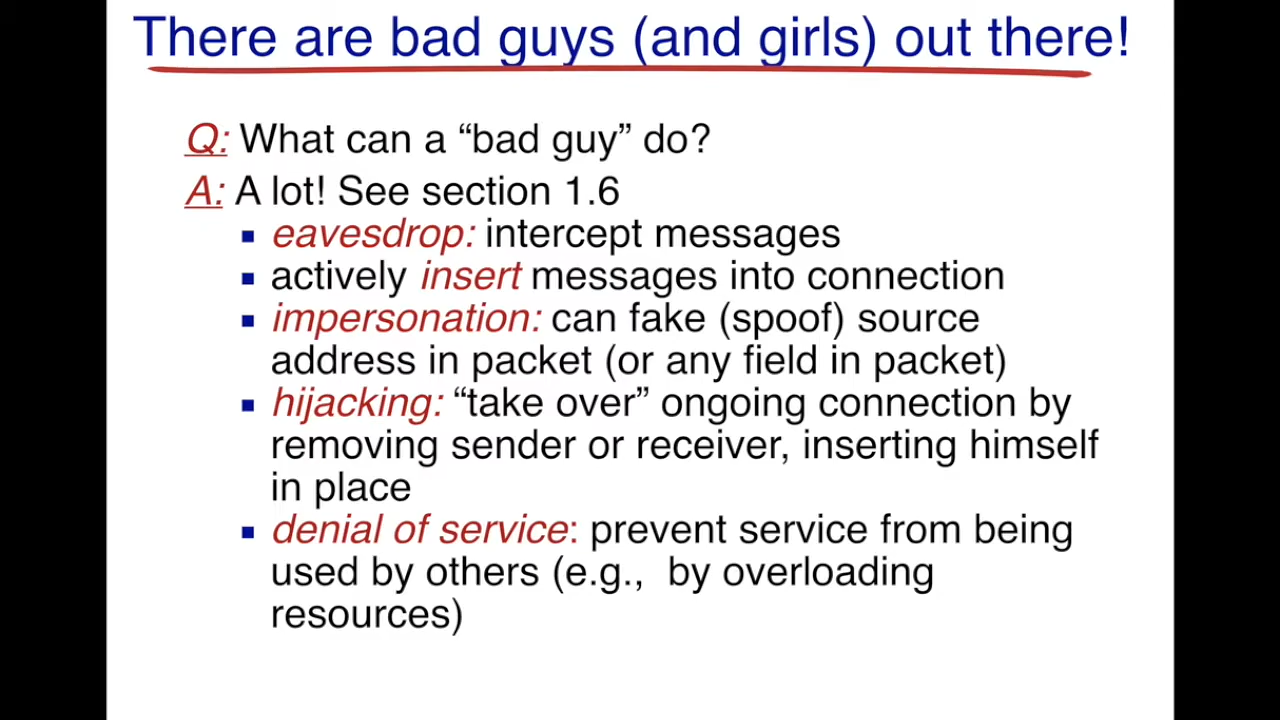 There are bad guys (and girls) out there!
Q: What can a “bad guy” do?
A: A lot! See section 1.6
▪ eavesdrop: intercept messages
▪ actively insert messages into connection
▪ impersonation: can fake (spoof) source
address in packet (or any field in packet)
▪ hijacking: “take over” ongoing connection by
removing sender or receiver, inserting himself
in place
▪ denial of service: prevent service from being
used by others (e.g.,  by overloading
resources)